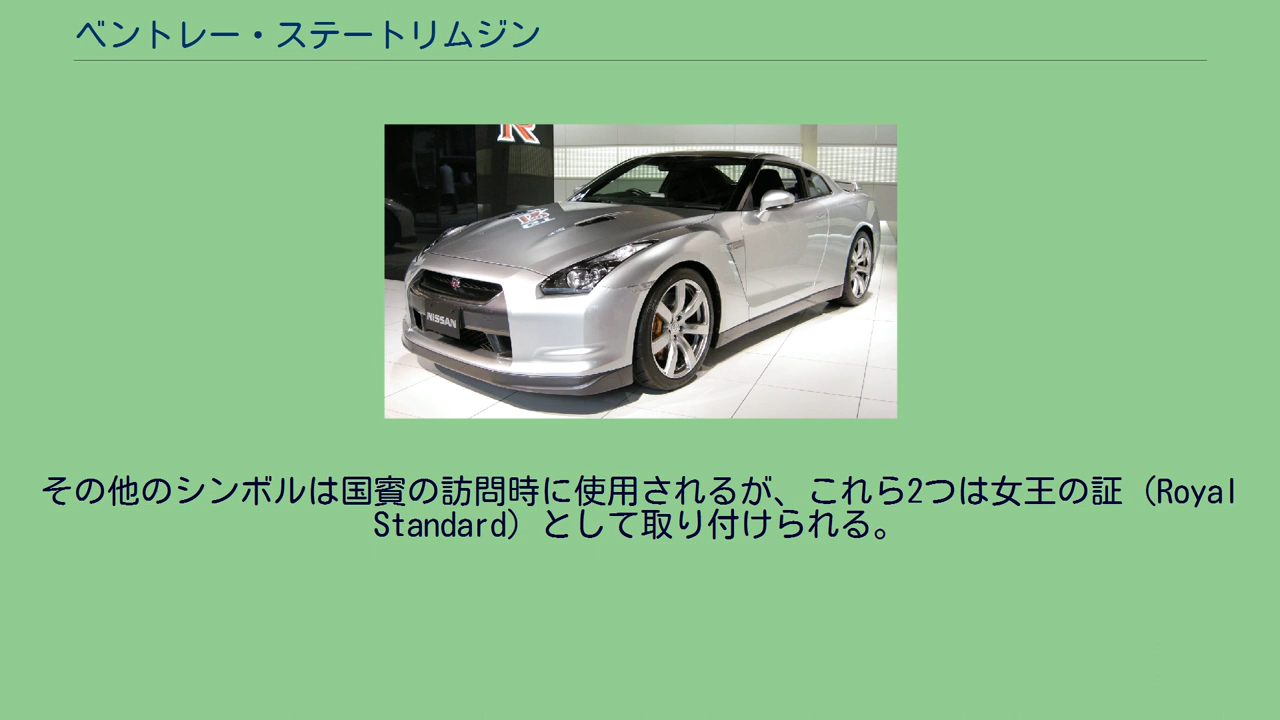 ベントレー・ステートリムジン
R
NISSAN
その他のシンボルは国賓の訪問時に使用されるが、これら2つは女王の証（Royal
Standard）として取り付けられる。